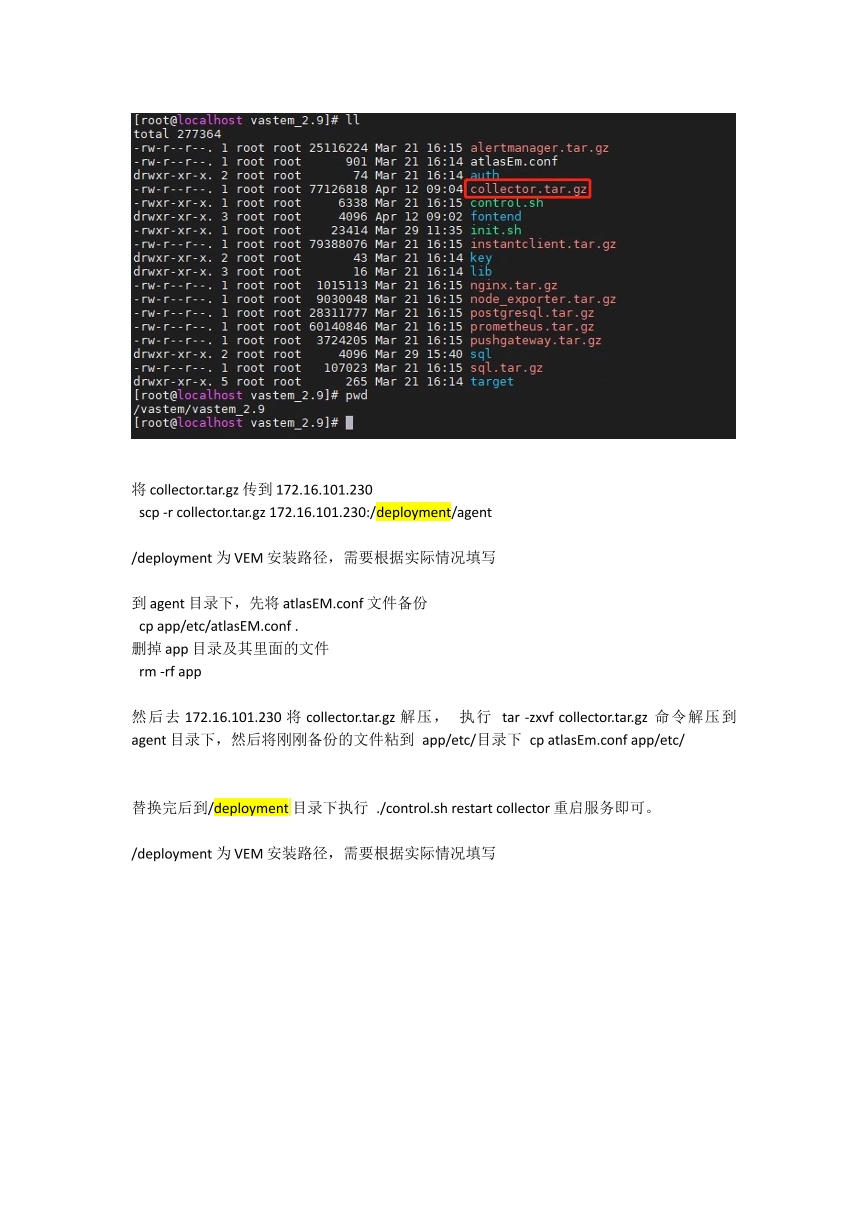 [root@localhost vastem_2.9]# ll
total 277364
-rw-r--r--. 1 root root 25116224 Mar 21 16:15 alertmanager.tar.gz
-rw-r--r--. 1 root root 901 Mar 21 16:14 atlasEm.conf
drwxr-xr-x. 2 root root 74 Mar 21 16:14 auth
-rw-r--r--. 1 root root 77126818 Apr 12 09:04 collector.tar.gz
-rwxr-xr-x. 1 root root 6338 Mar 21 16:15 control.sh
drwxr-xr-x. 3 root root 4096 Apr 12 09:02 fontend
-rwxr-xr-x. 1 root root 23414 Mar 29 11:35 init.sh
-rw-r--r--. 1 root root 79388076 Mar 21 16:15 instantclient.tar.gz
drwxr-xr-x. 2 root root 43 Mar 21 16:14 key
drwxr-xr-x. 3 root root 16 Mar 21 16:14 lib
-rw-r--r--. 1 root root 1015113 Mar 21 16:15 nginx.tar.gz
-rw-r--r--. 1 root root 9030048 Mar 21 16:15 node_exporter.tar.gz
-rw-r--r--. 1 root root 28311777 Mar 21 16:15 postgresql.tar.gz
-rw-r--r--. 1 root root 60140846 Mar 21 16:15 prometheus.tar.gz
-rw-r--r--. 1 root root 3724205 Mar 21 16:15 pushgateway.tar.gz
drwxr-xr-x. 2 root root 4096 Mar 29 15:40 sql
-rw-r--r--. 1 root root 107023 Mar 21 16:15 sql.tar.gz
drwxr-xr-x. 5 root root 265 Mar 21 16:14 target
[root@localhost vastem_2.9]# pwd
/vastem/vastem_2.9
[root@localhost vastem_2.9]#
将 collector.tar.gz 传到 172.16.101.230
scp -r collector.tar.gz 172.16.101.230:/deployment/agent
/deployment 为 VEM 安装路径，需要根据实际情况填写
到 agent 目录下，先将 atlasEM.conf 文件备份
cp app/etc/atlasEM.conf .
删掉 app 目录及其里面的文件
rm -rf app
然后去 172.16.101.230 将 collector.tar.gz 解压， 执行 tar -zxvf collector.tar.gz 命令解压到
agent 目录下，然后将刚刚备份的文件粘到 app/etc/目录下 cp atlasEm.conf app/etc/
替换完后到/deployment 目录下执行 ./control.sh restart collector 重启服务即可。
/deployment 为 VEM 安装路径，需要根据实际情况填写